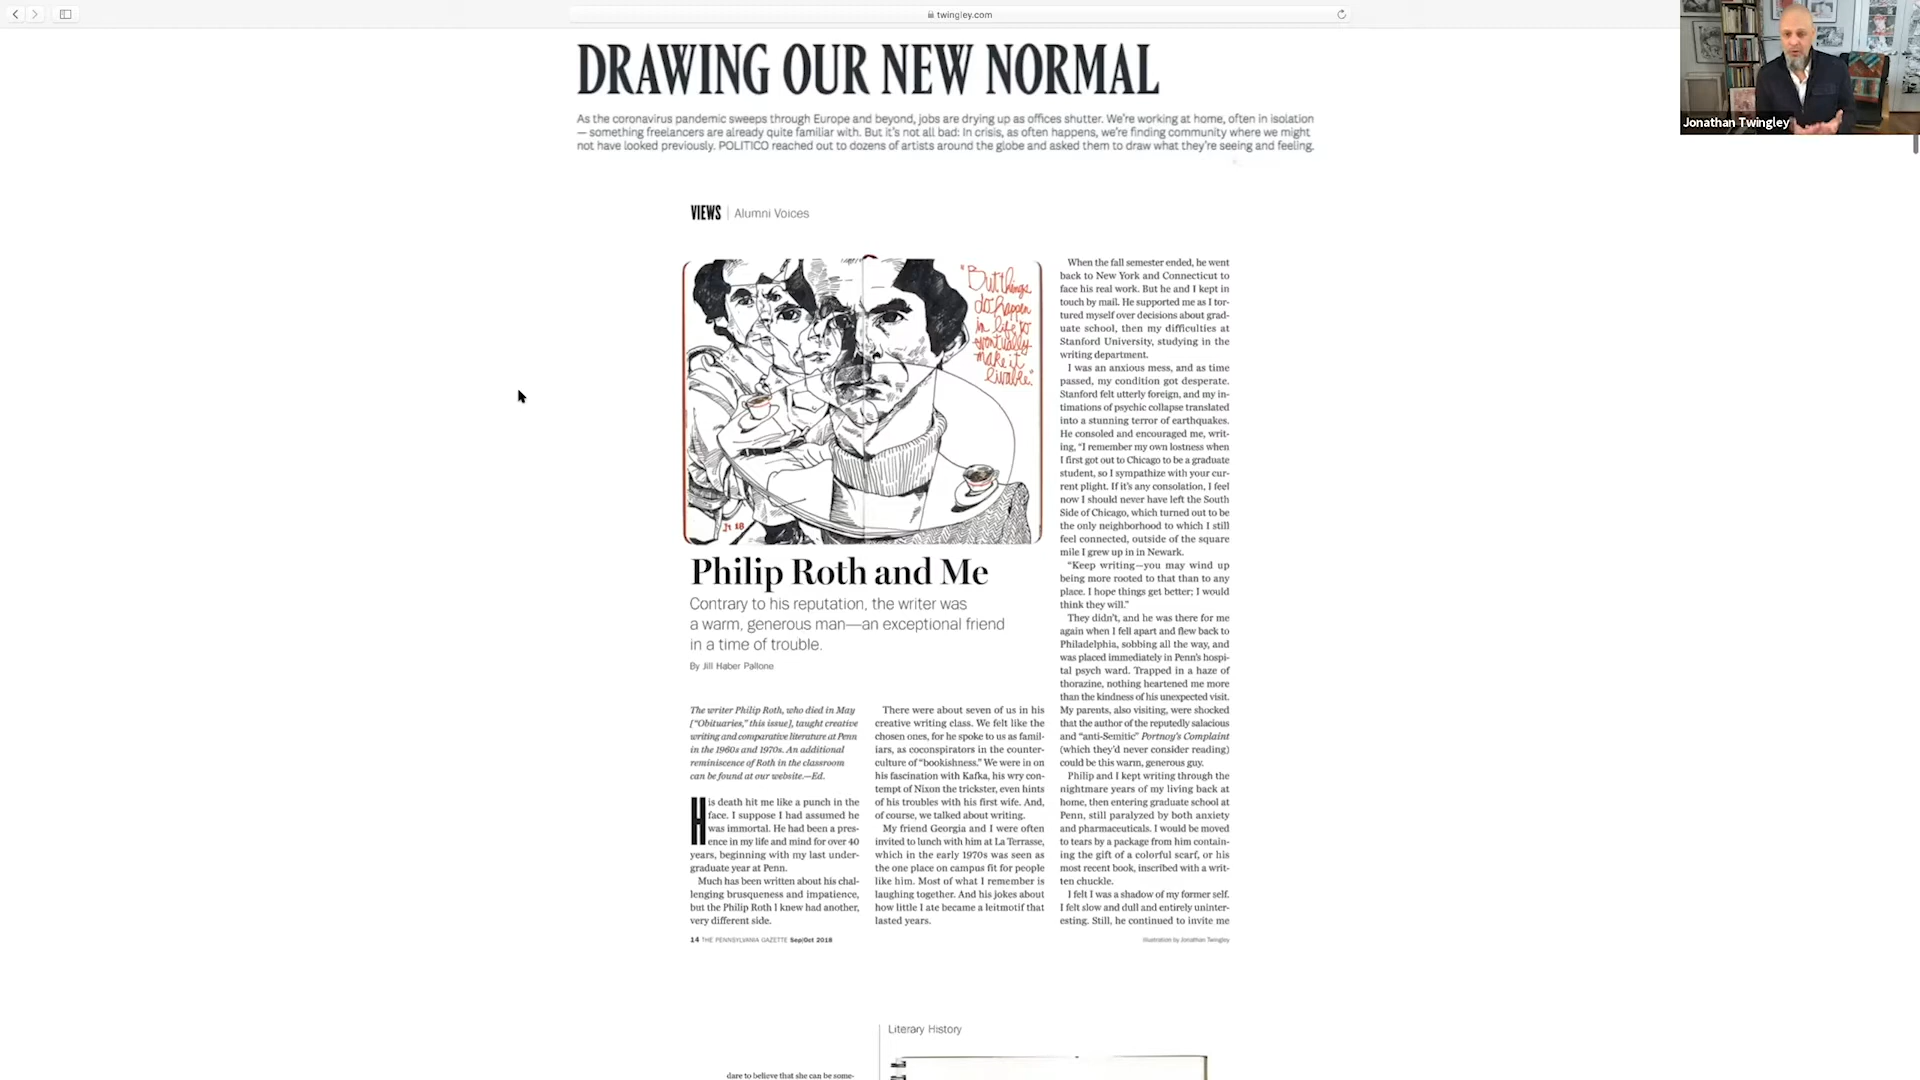 twingley.com
Jonathan Twingley
DRAWING OUR NEW NORMAL
As the coronavirus pandemic sweeps through Europe and beyond, jobs are drying up as offices shutter. We're working at home, often in isolation
— something freelancers are already quite familiar with. But it's not all bad: In crisis, as often happens, we're finding community where we might
not have looked previously. POLITICO reached out to dozens of artists around the globe and asked them to draw what they're seeing and feeling.
VIEWS | Alumni Voices
"But things
do happen
in life to
eventually
make it
livable."
Jt 18
Philip Roth and Me
Contrary to his reputation, the writer was
a warm, generous man—an exceptional friend
in a time of trouble.
By Jill Haber Pallone
The writer Philip Roth, who died in May
["Obituaries," this issue], taught creative
writing and comparative literature at Penn
in the 1960s and 1970s. An additional
reminiscence of Roth in the classroom
can be found at our website.—Ed.
His death hit me like a punch in the
face. I suppose I had assumed he
was immortal. He had been a pres-
ence in my life and mind for over 40
years, beginning with my last under-
graduate year at Penn.
Much has been written about his chal-
lenging brusqueness and impatience,
but the Philip Roth I knew had another,
very different side.
There were about seven of us in his
creative writing class. We felt like the
chosen ones, for he spoke to us as famil-
iars, as coconspirators in the counter-
culture of "bookishness." We were in on
his fascination with Kafka, his wry con-
tempt of Nixon the trickster, even hints
of his troubles with his first wife. And,
of course, we talked about writing.
My friend Georgia and I were often
invited to lunch with him at La Terrasse,
which in the early 1970s was seen as
the one place on campus fit for people
like him. Most of what I remember is
laughing together. And his jokes about
how little I ate became a leitmotif that
lasted years.
When the fall semester ended, he went
back to New York and Connecticut to
face his real work. But he and I kept in
touch by mail. He supported me as I tor-
tured myself over decisions about grad-
uate school, then my difficulties at
Stanford University, studying in the
writing department.
I was an anxious mess, and as time
passed, my condition got desperate.
Stanford felt utterly foreign, and my in-
timations of psychic collapse translated
into a stunning terror of earthquakes.
He consoled and encouraged me, writ-
ing, "I remember my own lostness when
I first got out to Chicago to be a graduate
student, so I sympathize with your cur-
rent plight. If it's any consolation, I feel
now I should never have left the South
Side of Chicago, which turned out to be
the only neighborhood to which I still
feel connected, outside of the square
mile I grew up in in Newark.
"Keep writing—you may wind up
being more rooted to that than to any
place. I hope things get better; I would
think they will."
They didn't, and he was there for me
again when I fell apart and flew back to
Philadelphia, sobbing all the way, and
was placed immediately in Penn's hospi-
tal psych ward. Trapped in a haze of
thorazine, nothing heartened me more
than the kindness of his unexpected visit.
My parents, also visiting, were shocked
that the author of the reputedly salacious
and "anti-Semitic" Portnoy's Complaint
(which they'd never consider reading)
could be this warm, generous guy.
Philip and I kept writing through the
nightmare years of my living back at
home, then entering graduate school at
Penn, still paralyzed by both anxiety
and pharmaceuticals. I would be moved
to tears by a package from him contain-
ing the gift of a colorful scarf, or his
most recent book, inscribed with a writ-
ten chuckle.
I felt I was a shadow of my former self.
I felt slow and dull and entirely uninter-
esting. Still, he continued to invite me
14 THE PENNSYLVANIA GAZETTE Sep|Oct 2018
Illustration by Jonathan Twingley
Literary History
dare to believe that she can be some-